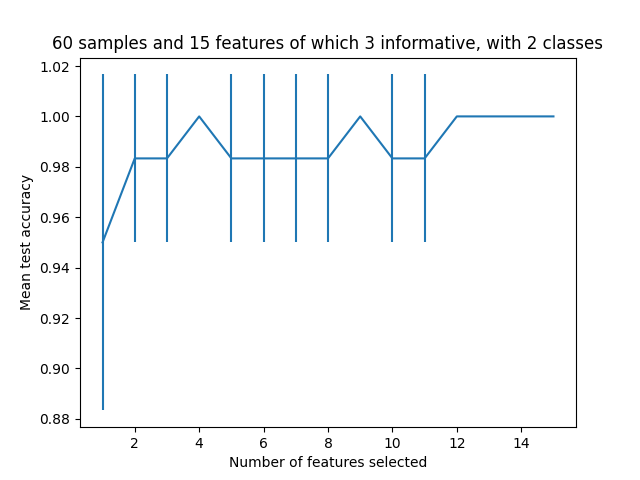 60 samples and 15 features of which 3 informative, with 2 classes
1.02
1.00
0.98
0.96
0.94
0.92
0.90
0.88
Mean test accuracy
2 4 6 8 10 12 14
Number of features selected